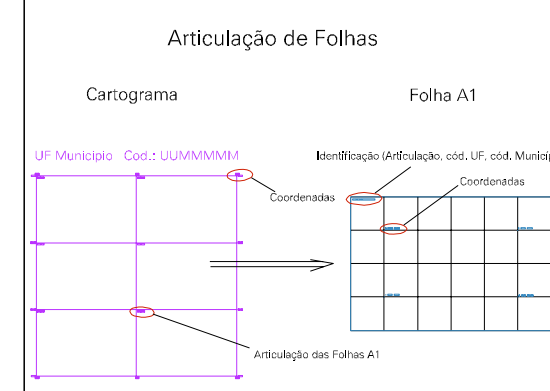 Articulação de Folhas
Cartograma
Folha A1
UF Municipio Cod.: UUMMMMM
Identificação (Articulação, cód. UF, cód. Municíp
Coordenadas
Coordenadas
Articulação das Folhas A1